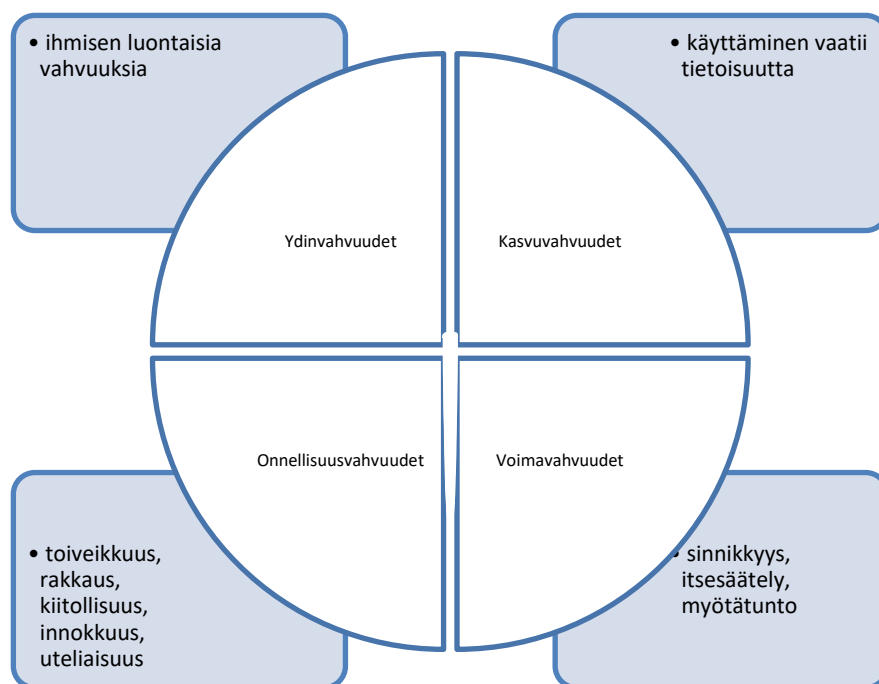 • ihmisen luontaisia
vahvuuksia
• käyttäminen vaatii
tietoisuutta
Ydinvahvuudet
Kasvuvahvuudet
Onnellisuusvahvuudet
Voimavahvuudet
• toiveikkuus,
rakkaus,
kiitollisuus,
innokkuus,
uteliaisuus
• sinnikkyys,
itsesäätely,
myötätunto